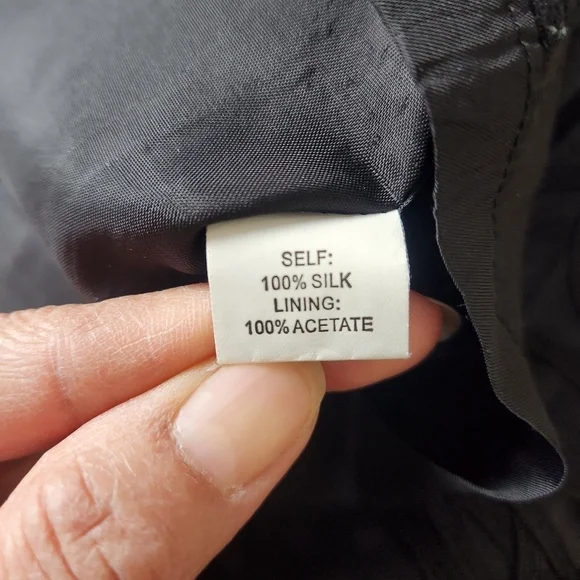 SELF:
100% SILK
LINING:
100% ACETATE